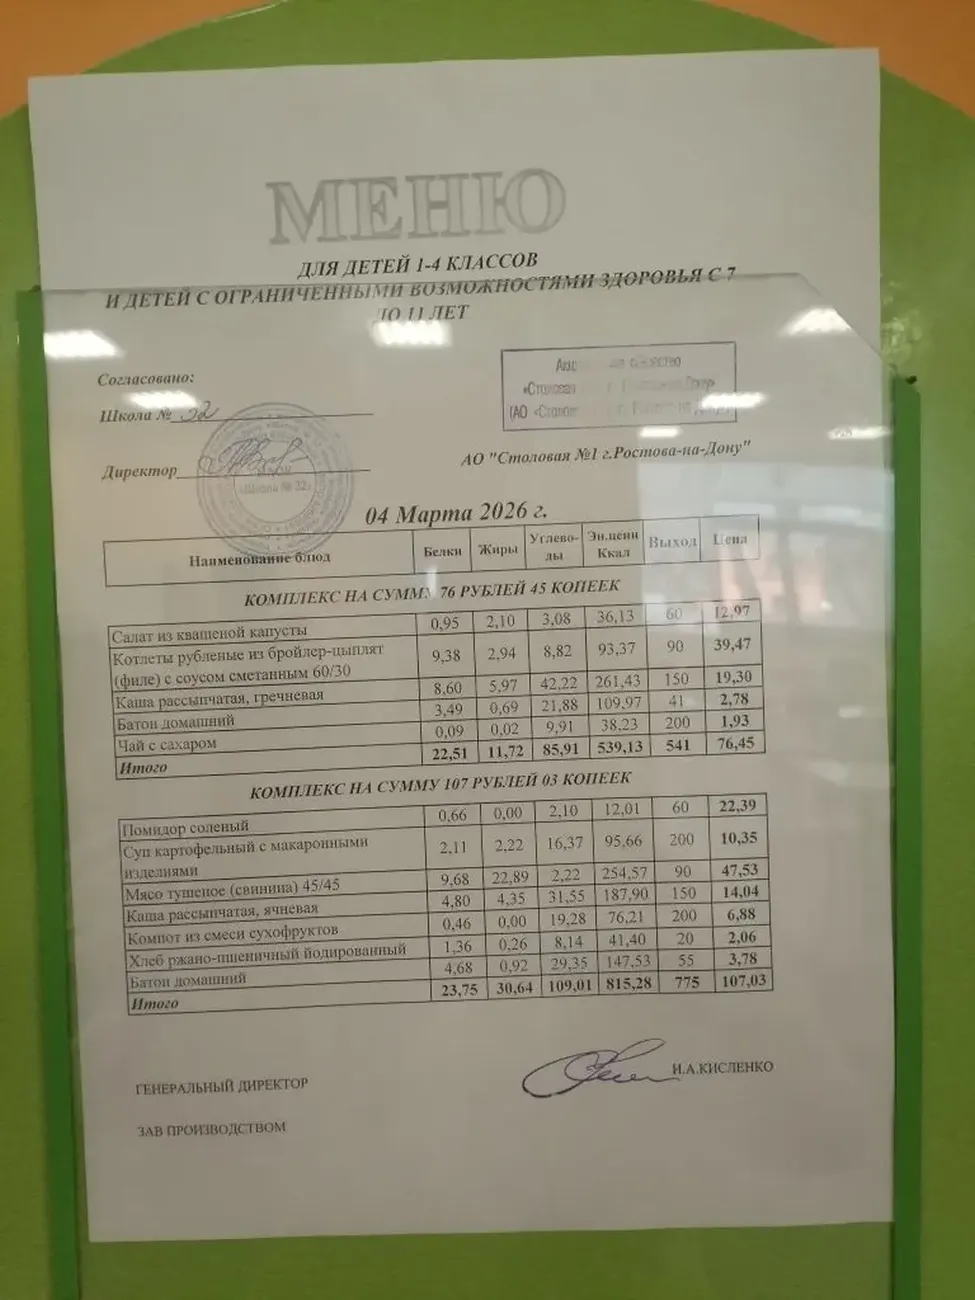 МЕНЮ
ДЛЯ ДЕТЕЙ 1-4 КЛАССОВ
И ДЕТЕЙ С ОГРАНИЧЕННЫМИ ВОЗМОЖНОСТЯМИ ЗДОРОВЬЯ С 7
ДО 11 ЛЕТ
Согласовано:
Школа № 32
Директор
«Школа № 32»
«Столовая
(АО
АО "Столовая №1 г.Ростова-на-Дону"
04 Марта 2026 г.
Наименование блюд Белки Жиры Углево-ды Эн.ценн Ккал Выход Цена
КОМПЛЕКС НА СУММУ 76 РУБЛЕЙ 45 КОПЕЕК
Салат из квашеной капусты 0,95 2,10 3,08 36,13 60 12,97
Котлеты рубленые из бройлер-цыплят
(филе) с соусом сметанным 60/30 9,38 2,94 8,82 93,37 90 39,47
Каша рассыпчатая, гречневая 8,60 5,97 42,22 261,43 150 19,30
Батон домашний 3,49 0,69 21,88 109,97 41 2,78
Чай с сахаром 0,09 0,02 9,91 38,23 200 1,93
Итого 22,51 11,72 85,91 539,13 541 76,45
КОМПЛЕКС НА СУММУ 107 РУБЛЕЙ 03 КОПЕЕК
Помидор соленый 0,66 0,00 2,10 12,01 60 22,39
Суп картофельный с макаронными
изделиями 2,11 2,22 16,37 95,66 200 10,35
Мясо тушеное (свинина) 45/45 9,68 22,89 2,22 254,57 90 47,53
Каша рассыпчатая, ячневая 4,80 4,35 31,55 187,90 150 14,04
Компот из смеси сухофруктов 0,46 0,00 19,28 76,21 200 6,88
Хлеб ржано-пшеничный йодированный 1,36 0,26 8,14 41,40 20 2,06
Батон домашний 4,68 0,92 29,35 147,53 55 3,78
Итого 23,75 30,64 109,01 815,28 775 107,03
ГЕНЕРАЛЬНЫЙ ДИРЕКТОР И.А.КИСЛЕНКО
ЗАВ ПРОИЗВОДСТВОМ